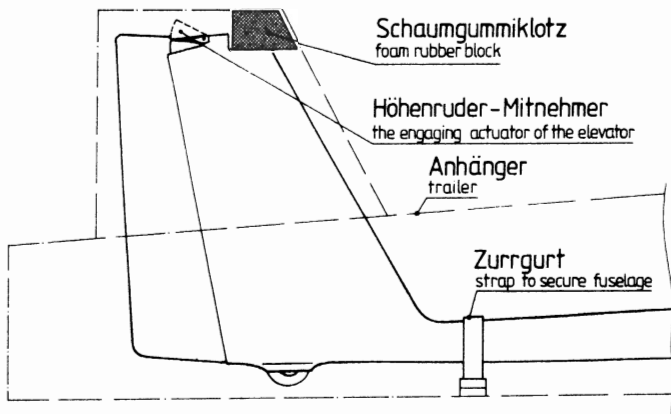 Schaumgummiklotz
foam rubber block
Höhenruder-Mitnehmer
the engaging actuator of the elevator
Anhänger
trailer
Zurrgurt
strap to secure fuselage